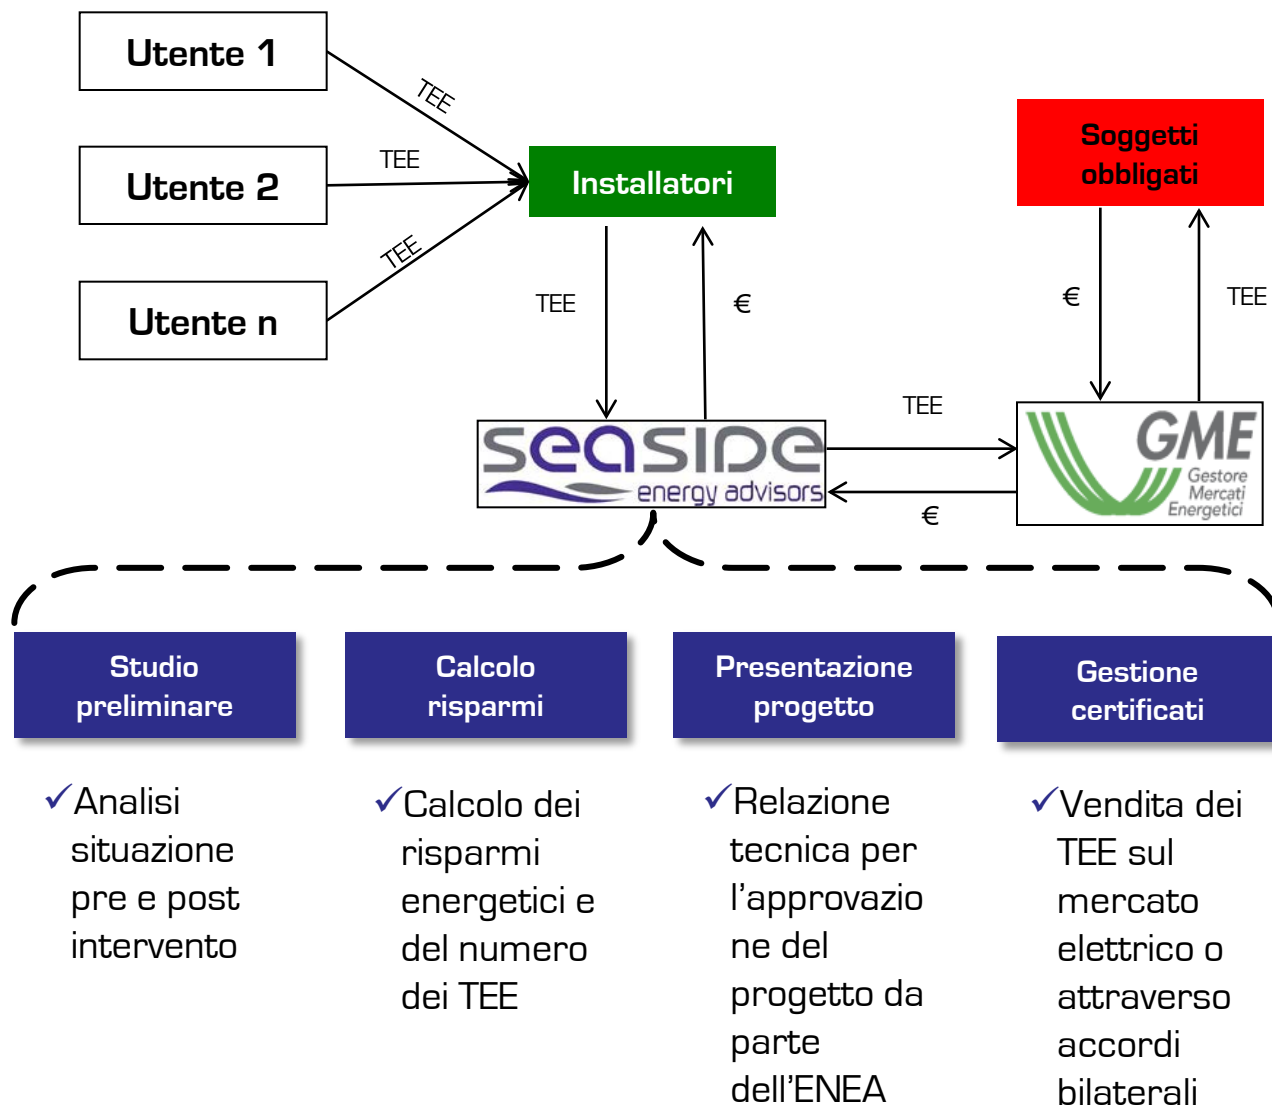 Utente 1
TEE
Utente 2
TEE
Utente n
TEE
Installatori
Soggetti
obbligati
TEE
€
€
TEE
seaside
energy advisors
TEE
€
GME
Gestore
Mercati
Energetici
Studio
preliminare
Calcolo
risparmi
Presentazione
progetto
Gestione
certificati
✓Analisi
situazione
pre e post
intervento
✓Calcolo dei
risparmi
energetici e
del numero
dei TEE
✓Relazione
tecnica per
l'approvazio
ne del
progetto da
parte
dell'ENEA
✓Vendita dei
TEE sul
mercato
elettrico o
attraverso
accordi
bilaterali